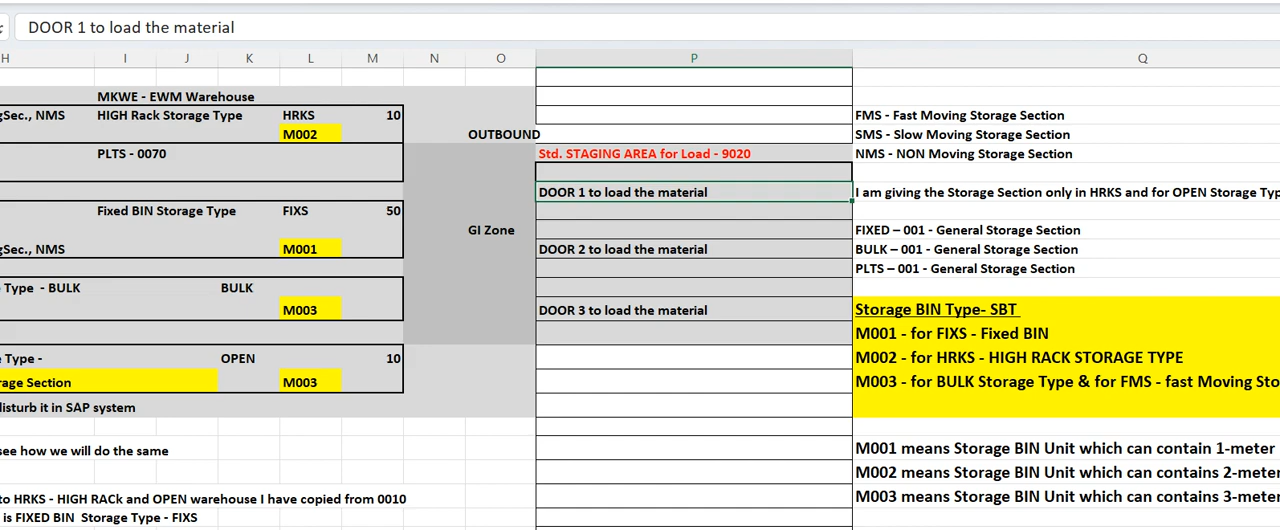 DOOR 1 to load the material
H I J K L M N O P Q
MKWE - EWM Warehouse
gSec., NMS HIGH Rack Storage Type HRKS 10 FMS - Fast Moving Storage Section
M002 OUTBOUND SMS - Slow Moving Storage Section
PLTS - 0070 Std. STAGING AREA for Load - 9020 NMS - NON Moving Storage Section
DOOR 1 to load the material I am giving the Storage Section only in HRKS and for OPEN Storage Typ
Fixed BIN Storage Type FIXS 50
GI Zone FIXED – 001 - General Storage Section
gSec., NMS M001 DOOR 2 to load the material BULK – 001 - General Storage Section
PLTS – 001 - General Storage Section
Type - BULK BULK
M003 DOOR 3 to load the material Storage BIN Type- SBT
M001 - for FIXS - Fixed BIN
Type - OPEN 10 M002 - for HRKS - HIGH RACK STORAGE TYPE
rage Section M003 M003 - for BULK Storage Type & for FMS - fast Moving Sto
disturb it in SAP system
see how we will do the same M001 means Storage BIN Unit which can contain 1-meter
M002 means Storage BIN Unit which can contains 2-meter
to HRKS - HIGH RACk and OPEN warehouse I have copied from 0010 M003 means Storage BIN Unit which can contains 3-meter
is FIXED BIN Storage Type - FIXS